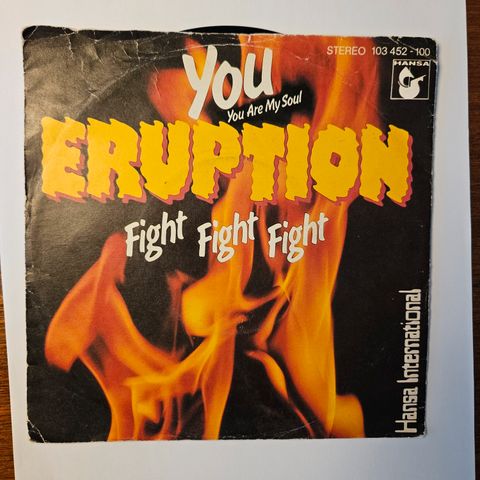 STEREO 103 452 - 100
HANSA
You
You Are My Soul
ERUPTION
Fight Fight Fight
Hansa International